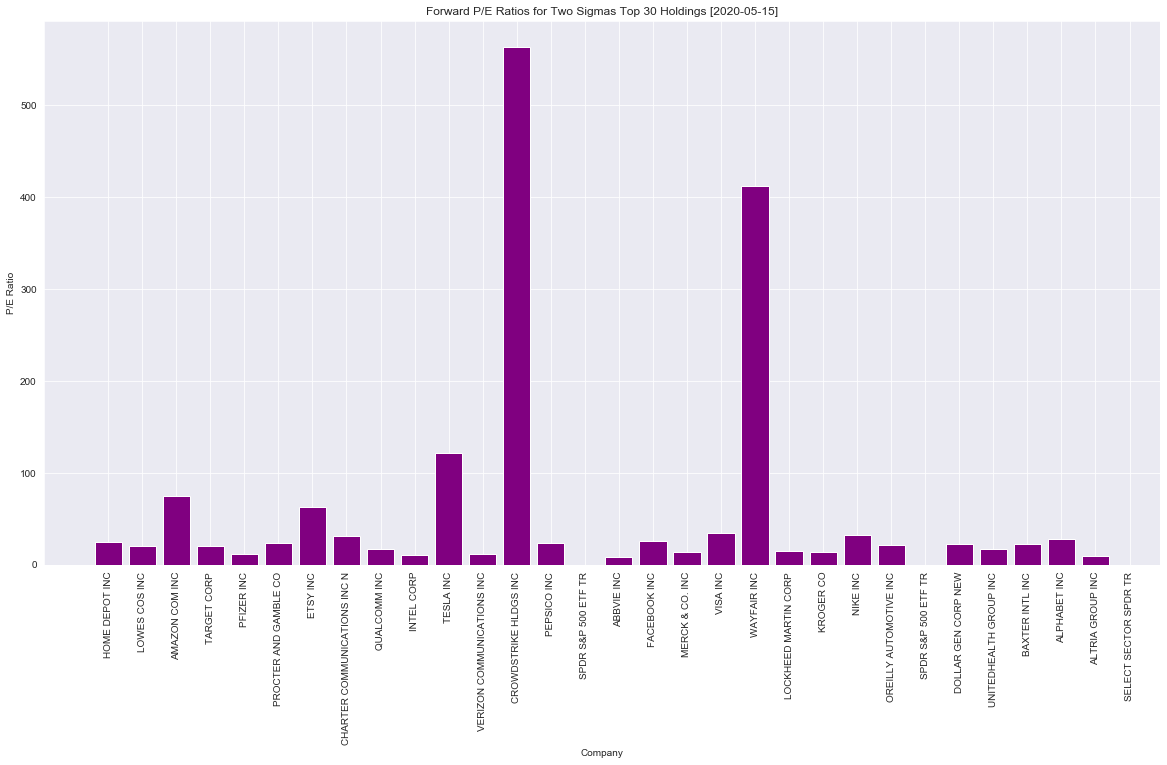 Forward P/E Ratios for Two Sigmas Top 30 Holdings [2020-05-15]
P/E Ratio
500
400
300
200
100
0
HOME DEPOT INC
LOWES COS INC
AMAZON COM INC
TARGET CORP
PFIZER INC
PROCTER AND GAMBLE CO
ETSY INC
CHARTER COMMUNICATIONS INC N
QUALCOMM INC
INTEL CORP
TESLA INC
VERIZON COMMUNICATIONS INC
CROWDSTRIKE HLDGS INC
PEPSICO INC
SPDR S&P 500 ETF TR
ABBVIE INC
FACEBOOK INC
MERCK & CO. INC
VISA INC
WAYFAIR INC
LOCKHEED MARTIN CORP
KROGER CO
NIKE INC
OREILLY AUTOMOTIVE INC
SPDR S&P 500 ETF TR
DOLLAR GEN CORP NEW
UNITEDHEALTH GROUP INC
BAXTER INTL INC
ALPHABET INC
ALTRIA GROUP INC
SELECT SECTOR SPDR TR
Company